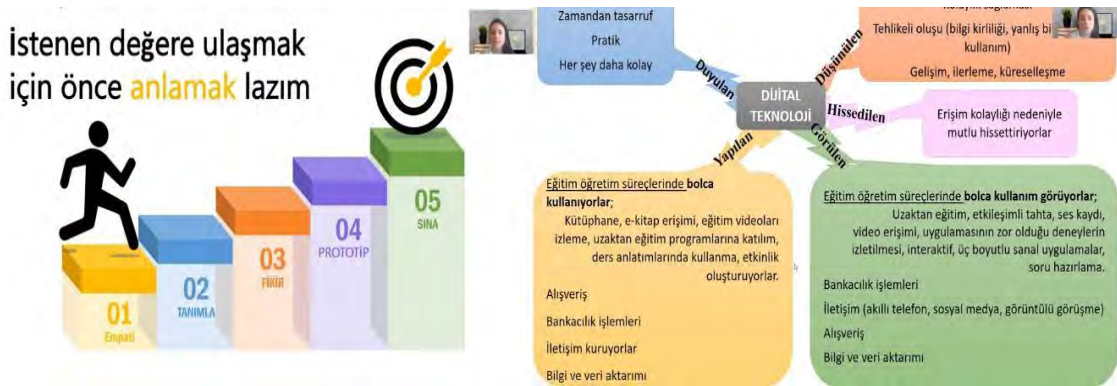 İstenen değere ulaşmak
için önce anlamak lazım
01
Empati
02
TANIMLA
03
FİKİR
04
PROTOTİP
05
SINA
Zamandan tasarruf
Pratik
Her şey daha kolay
Duyulan
Tehlikeli oluşu (bilgi kirliliği, yanlış
kullanım)
Gelişim, ilerleme, küreselleşme
Düşünülen
DİJİTAL
TEKNOLOJİ
Hissedilen
Erişim kolaylığı nedeniyle
mutlu hissettiriyorlar
Yapılan
Eğitim öğretim süreçlerinde bolca
kullanıyorlar;
Kütüphane, e-kitap erişimi, eğitim videoları
izleme, uzaktan eğitim programlarına katılım,
ders anlatımlarında kullanma, etkinlik
oluşturuyorlar.
Alışveriş
Bankacılık işlemleri
İletişim kuruyorlar
Bilgi ve veri aktarımı
Görülen
Eğitim öğretim süreçlerinde bolca kullanım görüyorlar;
Uzaktan eğitim, etkileşimli tahta, ses kaydı,
video erişimi, uygulamasının zor olduğu deneylerin
izletilmesi, interaktif, üç boyutlu sanal uygulamalar,
soru hazırlama.
Bankacılık işlemleri
İletişim (akıllı telefon, sosyal medya, görüntülü görüşme)
Alışveriş
Bilgi ve veri aktarımı